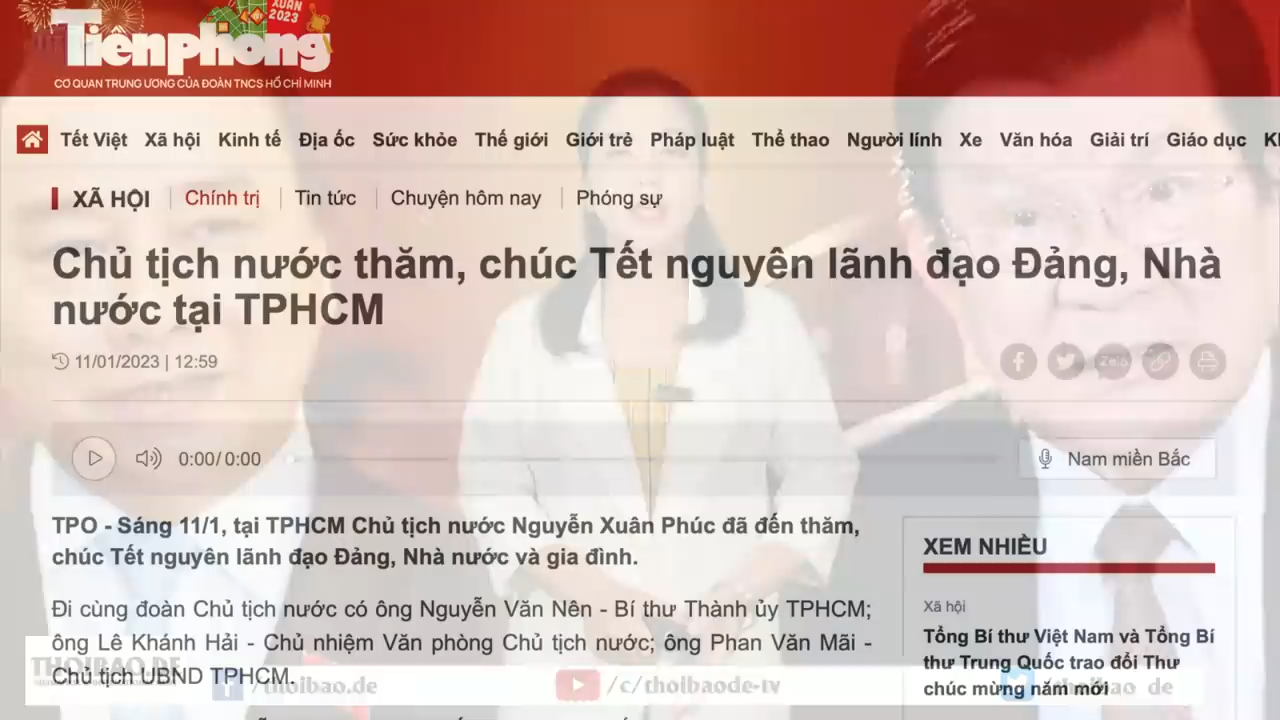 XUÂN
2023
Tiềnphong
CƠ QUAN TRUNG ƯƠNG CỦA ĐOÀN TNCS HỒ CHÍ MINH
Tết Việt Xã hội Kinh tế Địa ốc Sức khỏe Thế giới Giới trẻ Pháp luật Thể thao Người lính Xe Văn hóa Giải trí Giáo dục
XÃ HỘI Chính trị Tin tức Chuyện hôm nay Phóng sự
Chủ tịch nước thăm, chúc Tết nguyên lãnh đạo Đảng, Nhà
nước tại TPHCM
11/01/2023 | 12:59
Zalo
0:00/ 0:00
Nam miền Bắc
TPO - Sáng 11/1, tại TPHCM Chủ tịch nước Nguyễn Xuân Phúc đã đến thăm,
chúc Tết nguyên lãnh đạo Đảng, Nhà nước và gia đình.
Đi cùng đoàn Chủ tịch nước có ông Nguyễn Văn Nên - Bí thư Thành ủy TPHCM;
ông Lê Khánh Hải - Chủ nhiệm Văn phòng Chủ tịch nước; ông Phan Văn Mãi -
Chủ tịch UBND TPHCM.
XEM NHIỀU
Xã hội
Tổng Bí thư Việt Nam và Tổng Bí
thư Trung Quốc trao đổi Thư
chúc mừng năm mới
THOIBAO.DE
/thoibao.de
/c/thoibaode-tv